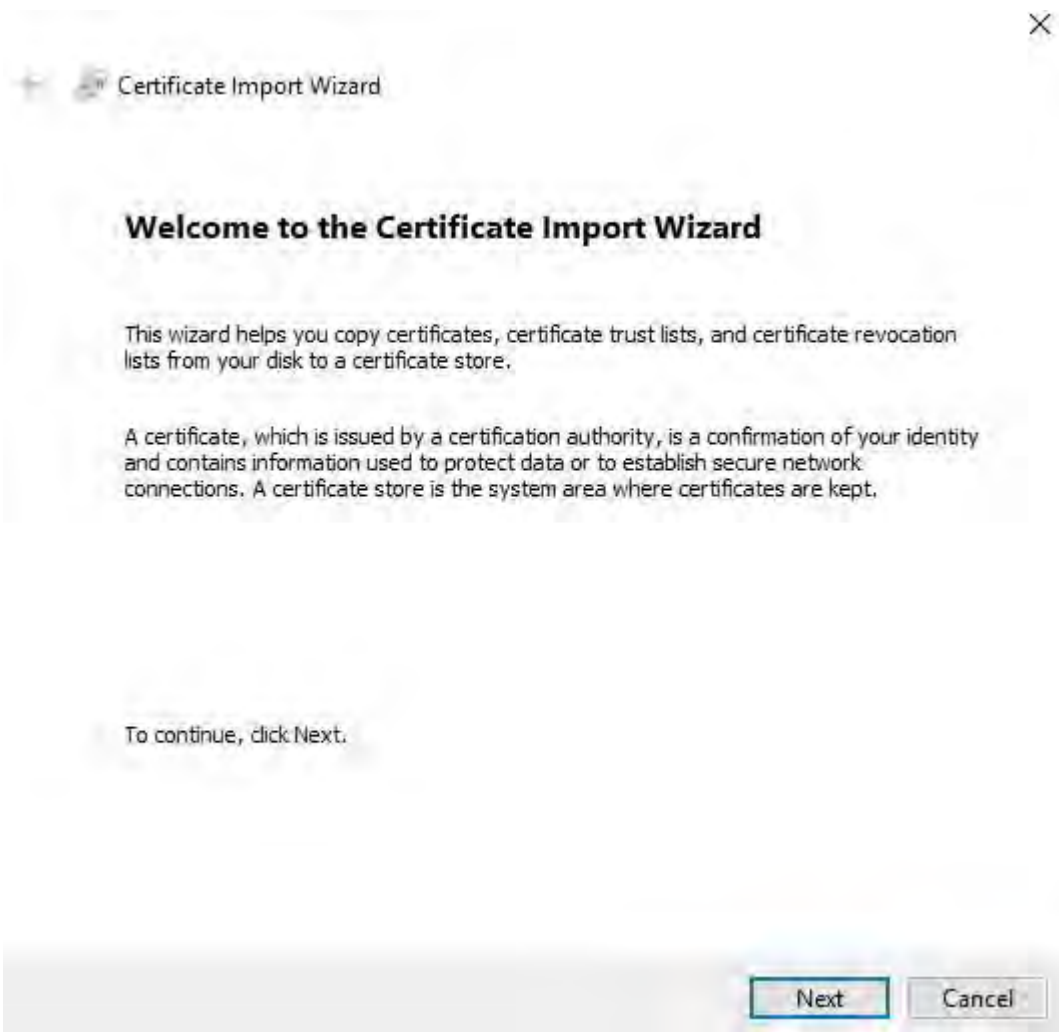 Certificate Import Wizard
Welcome to the Certificate Import Wizard
This wizard helps you copy certificates, certificate trust lists, and certificate revocation
lists from your disk to a certificate store.
A certificate, which is issued by a certification authority, is a confirmation of your identity
and contains information used to protect data or to establish secure network
connections. A certificate store is the system area where certificates are kept.
To continue, click Next.
Next Cancel